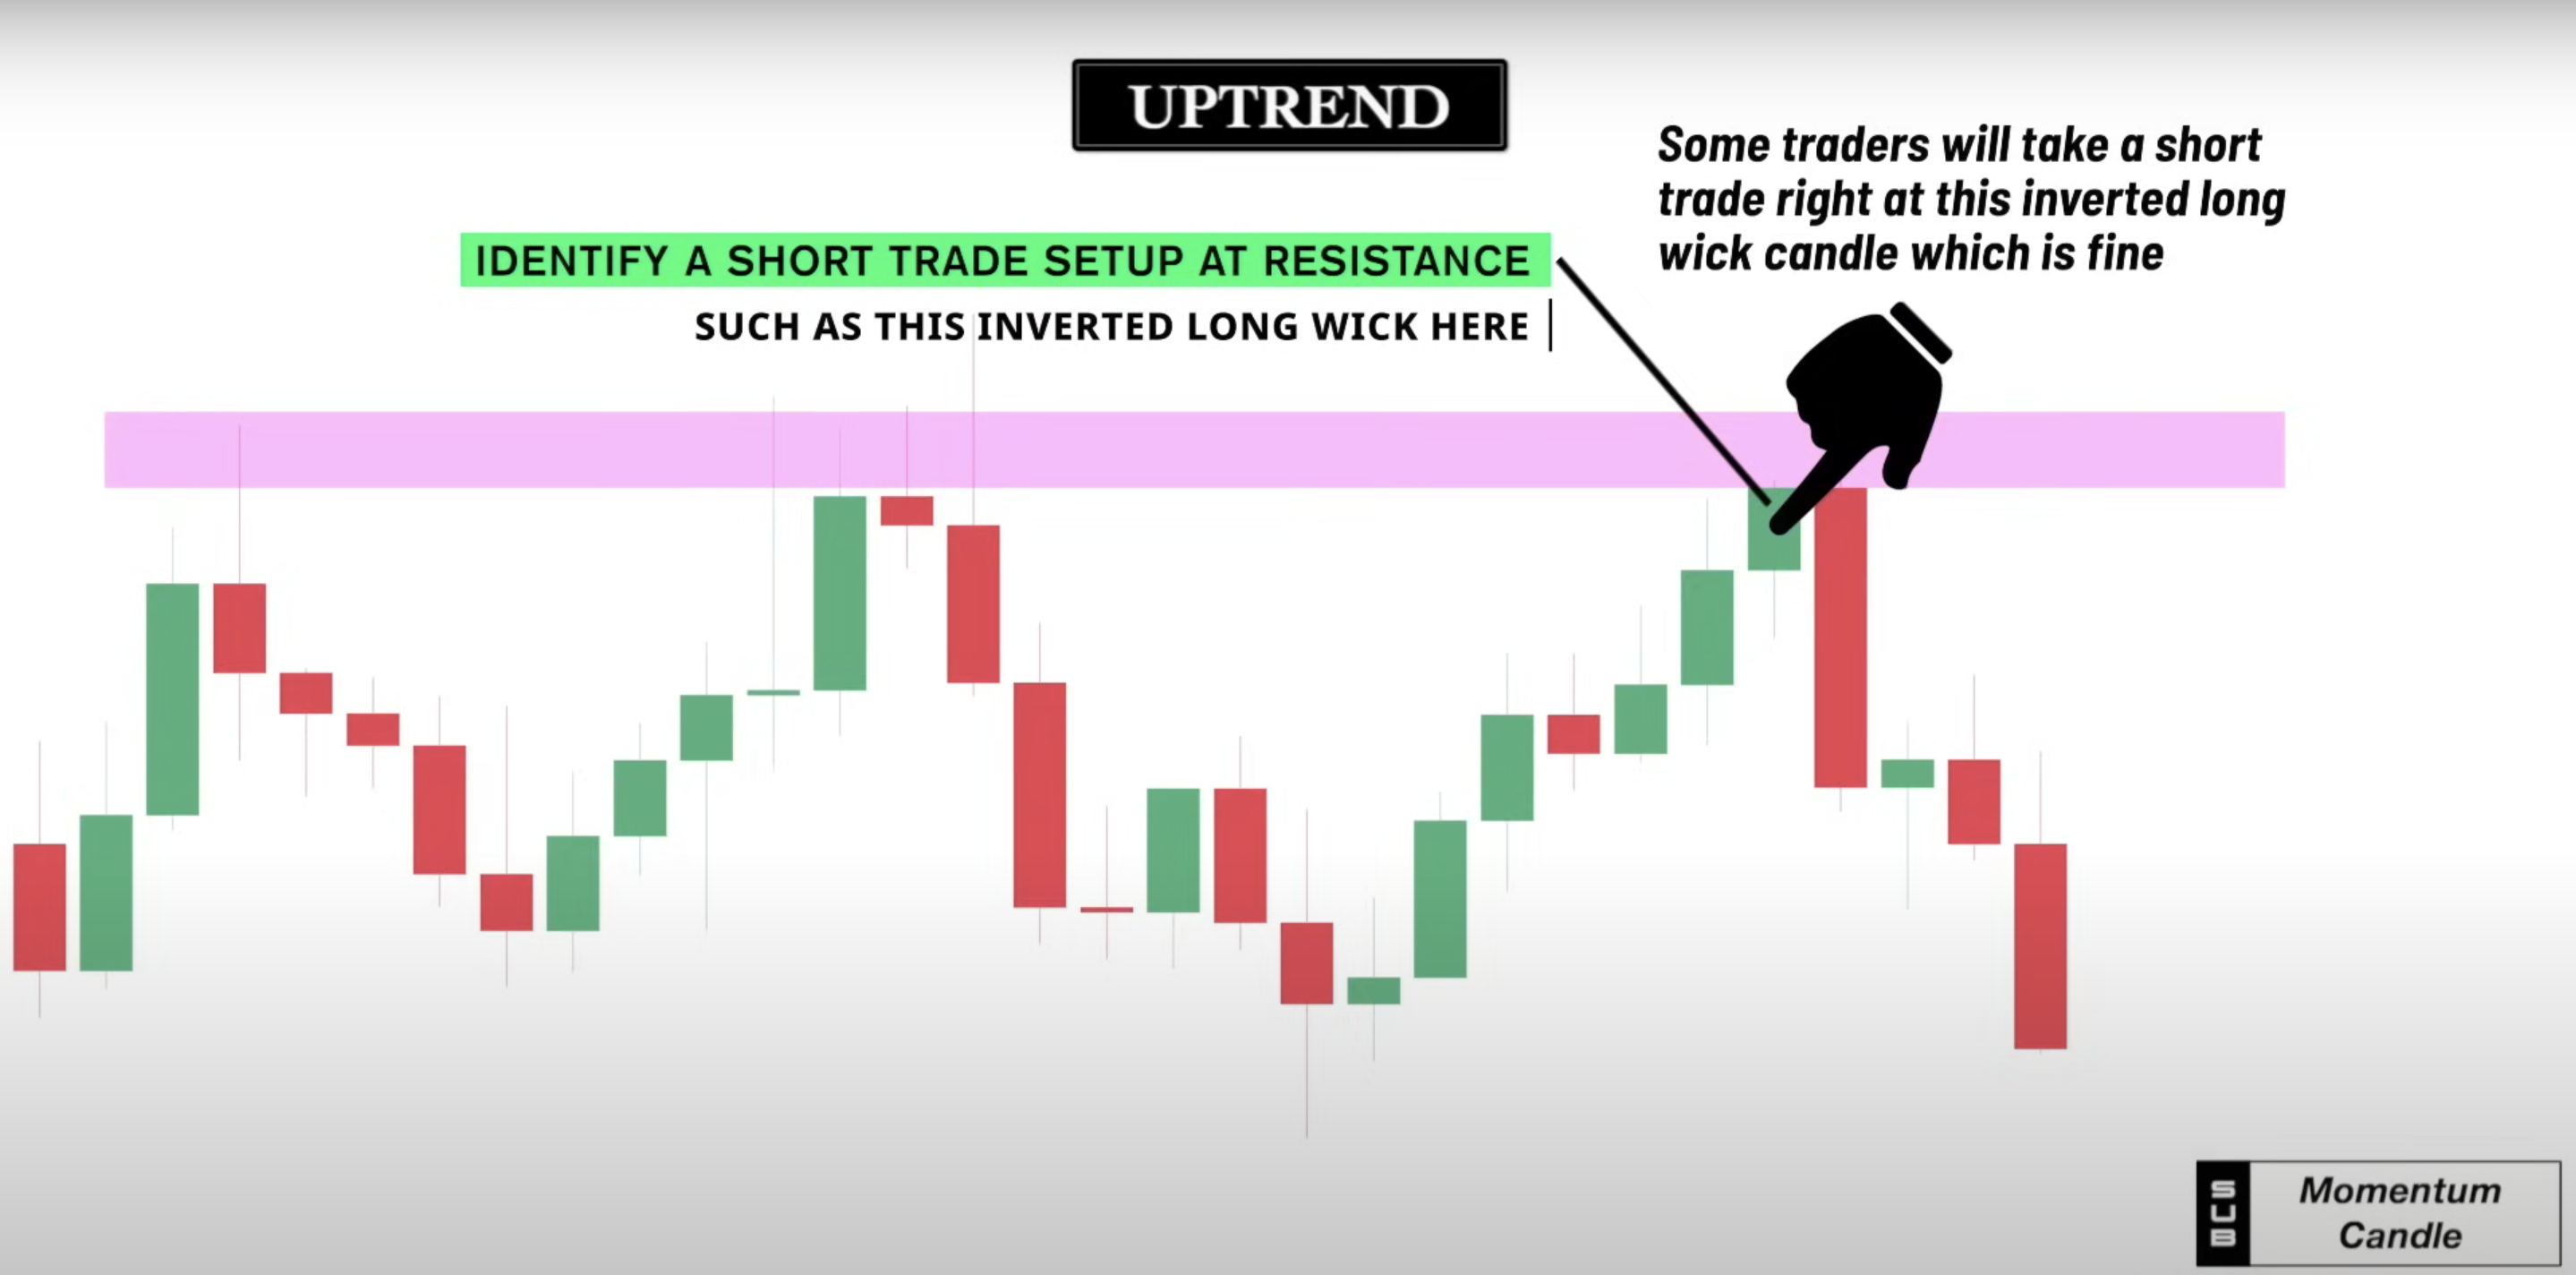 UPTREND
Some traders will take a short
trade right at this inverted long
wick candle which is fine
IDENTIFY A SHORT TRADE SETUP AT RESISTANCE
SUCH AS THIS INVERTED LONG WICK HERE
SUB
Momentum
Candle